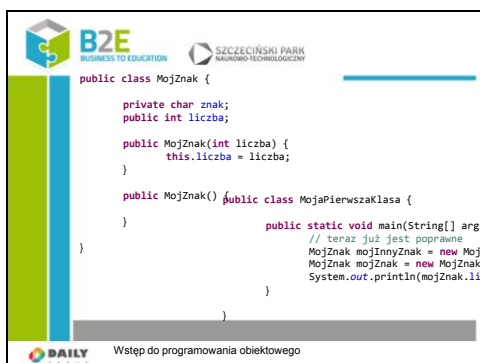 B2E
BUSINESS TO EDUCATION
SZCZECIŃSKI PARK
NAUKOWO-TECHNOLOGICZNY
public class MojZnak {
private char znak;
public int liczba;
public MojZnak(int liczba) {
this.liczba = liczba;
}
public MojZnak() {
}
}
public class MojaPierwszaKlasa {
public static void main(String[] arg
// teraz już jest poprawne
MojZnak mojInnyZnak = new Moj
MojZnak mojZnak = new MojZnak
System.out.println(mojZnak.li
}
}
DAILY
Wstęp do programowania obiektowego